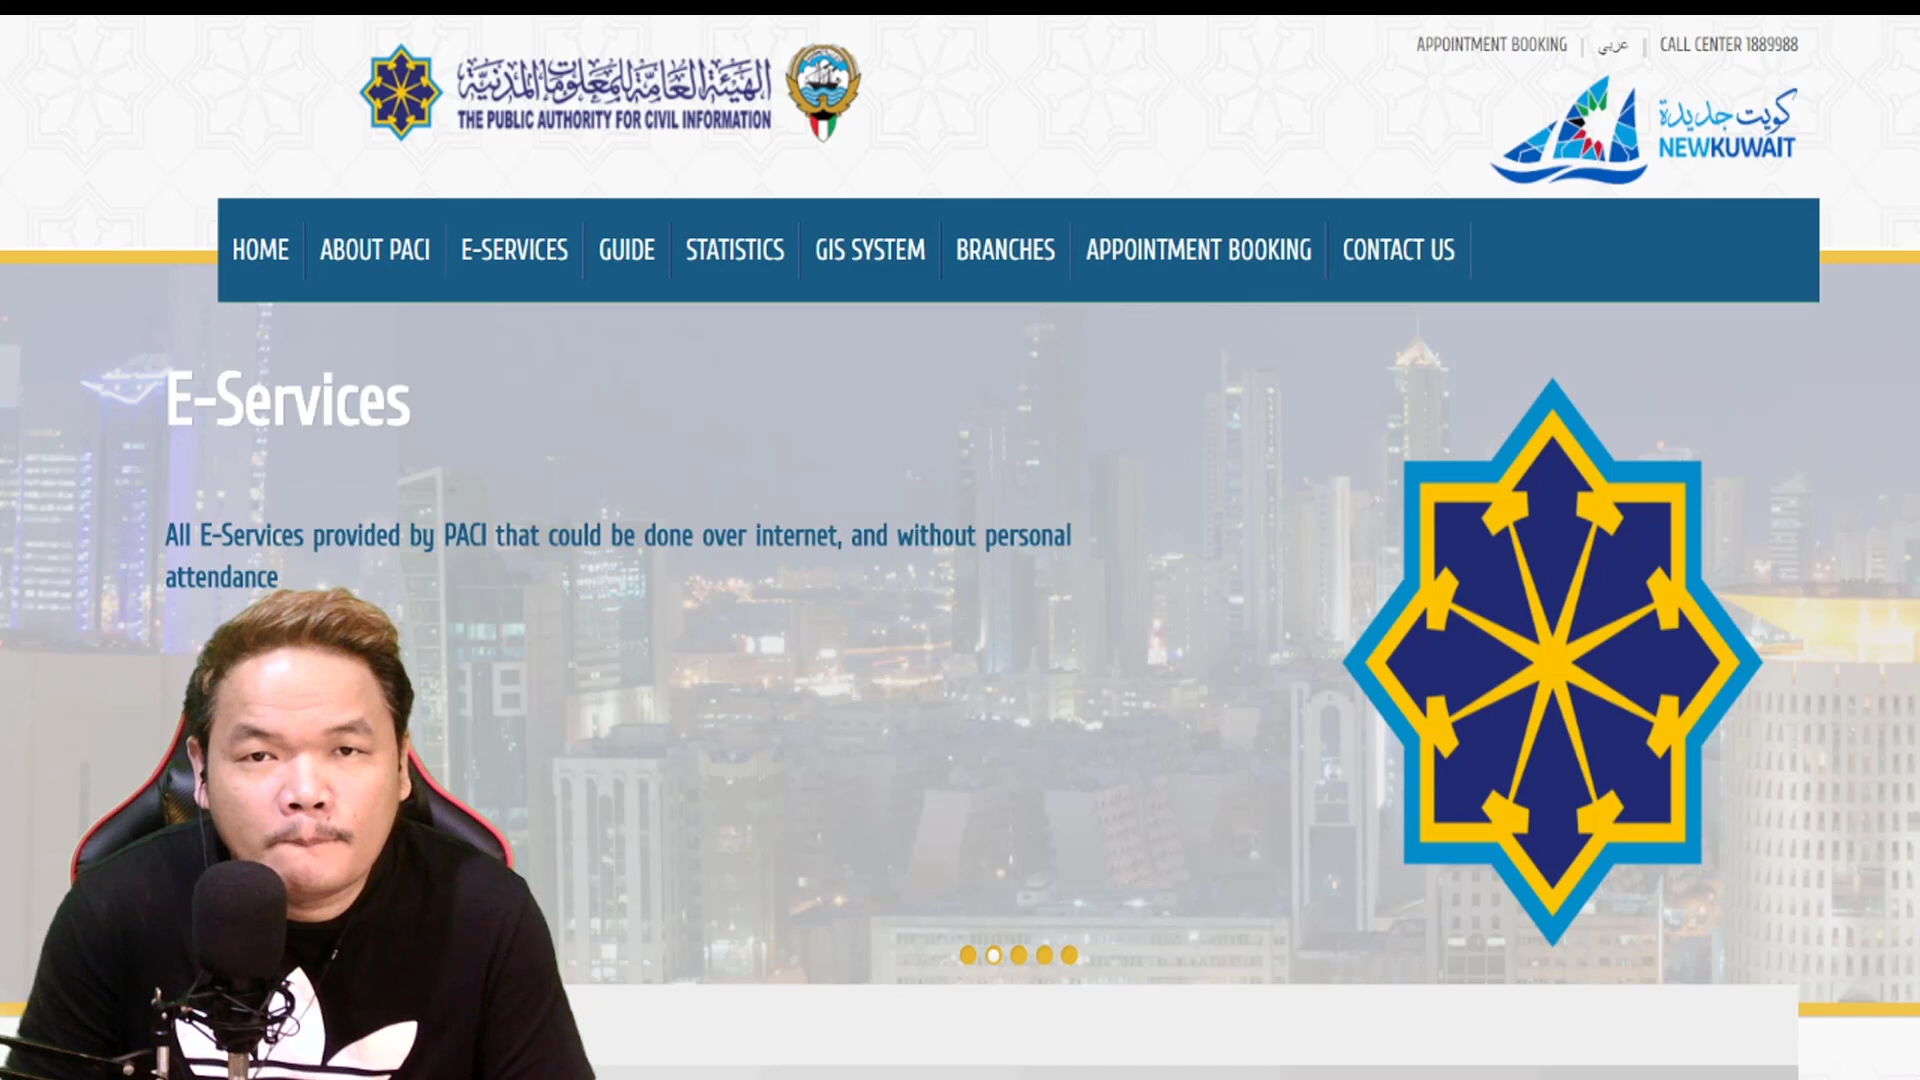 APPOINTMENT BOOKING | عربي | CALL CENTER 1889988
الهيئة العامة للمعلومات المدنية
THE PUBLIC AUTHORITY FOR CIVIL INFORMATION
كويت جديدة
NEWKUWAIT
HOME ABOUT PACI E-SERVICES GUIDE STATISTICS GIS SYSTEM BRANCHES APPOINTMENT BOOKING CONTACT US
E-Services
All E-Services provided by PACI that could be done over internet, and without personal
attendance